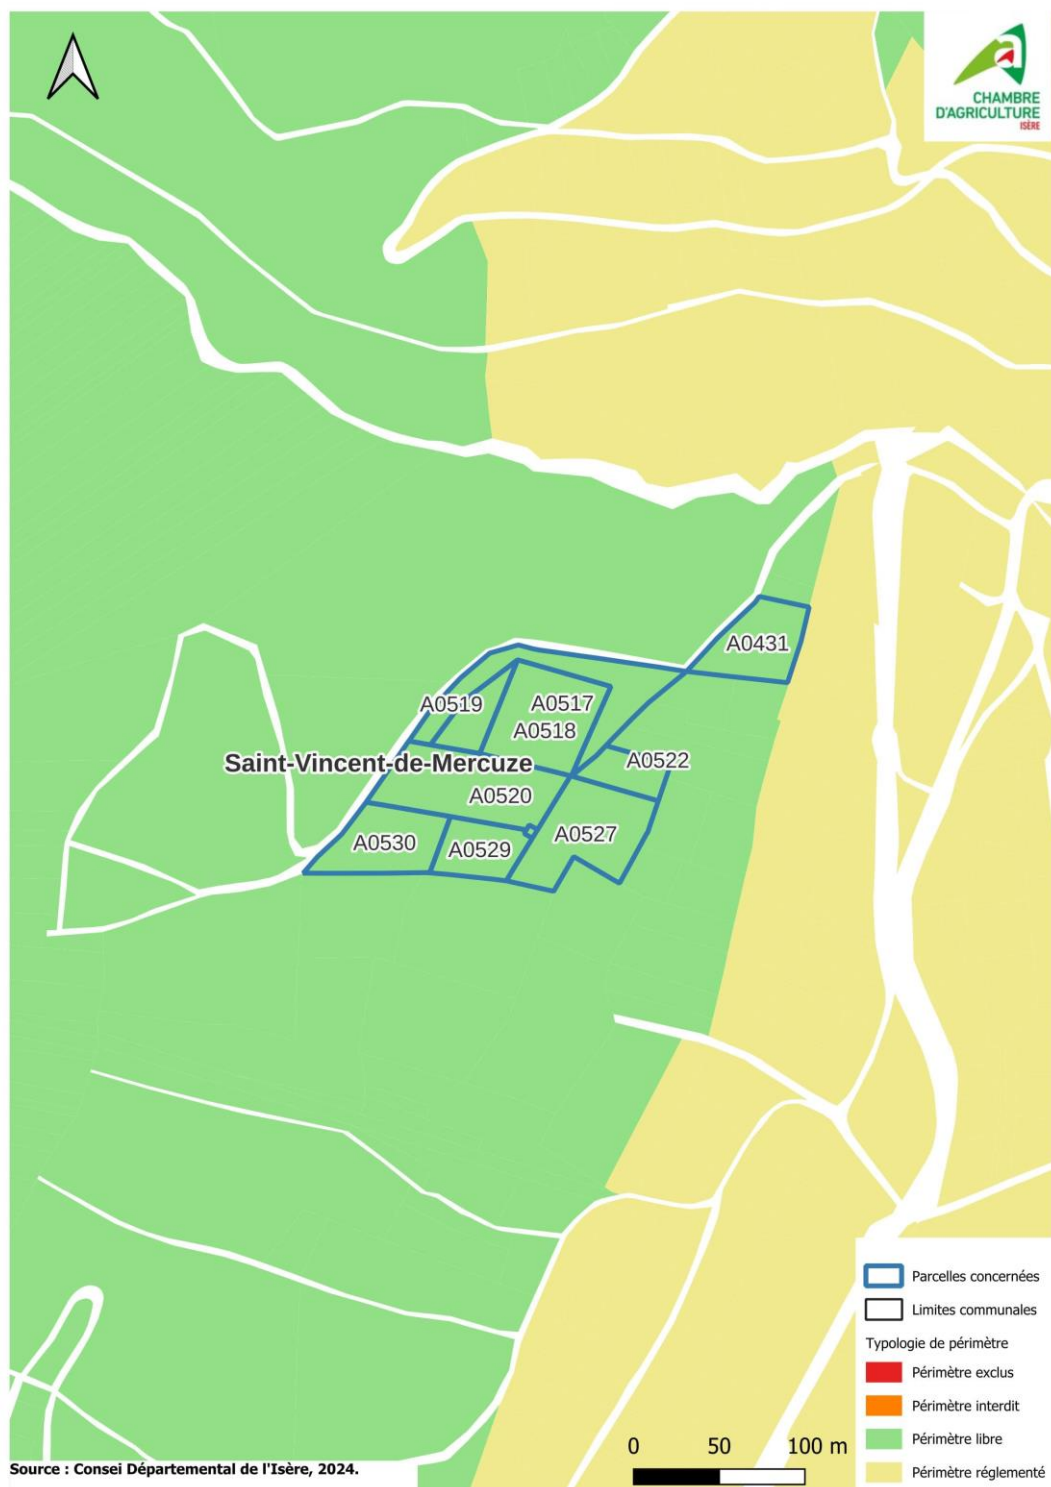 CHAMBRE
D'AGRICULTURE
ISÈRE
A0431
A0519
A0517
A0518
Saint-Vincent-de-Mercuze
A0522
A0520
A0527
A0530
A0529
Parcelles concernées
Limites communales
Typologie de périmètre
Périmètre exclus
Périmètre interdit
Périmètre libre
Périmètre réglementé
0 50 100 m
Source : Consei Départemental de l'Isère, 2024.